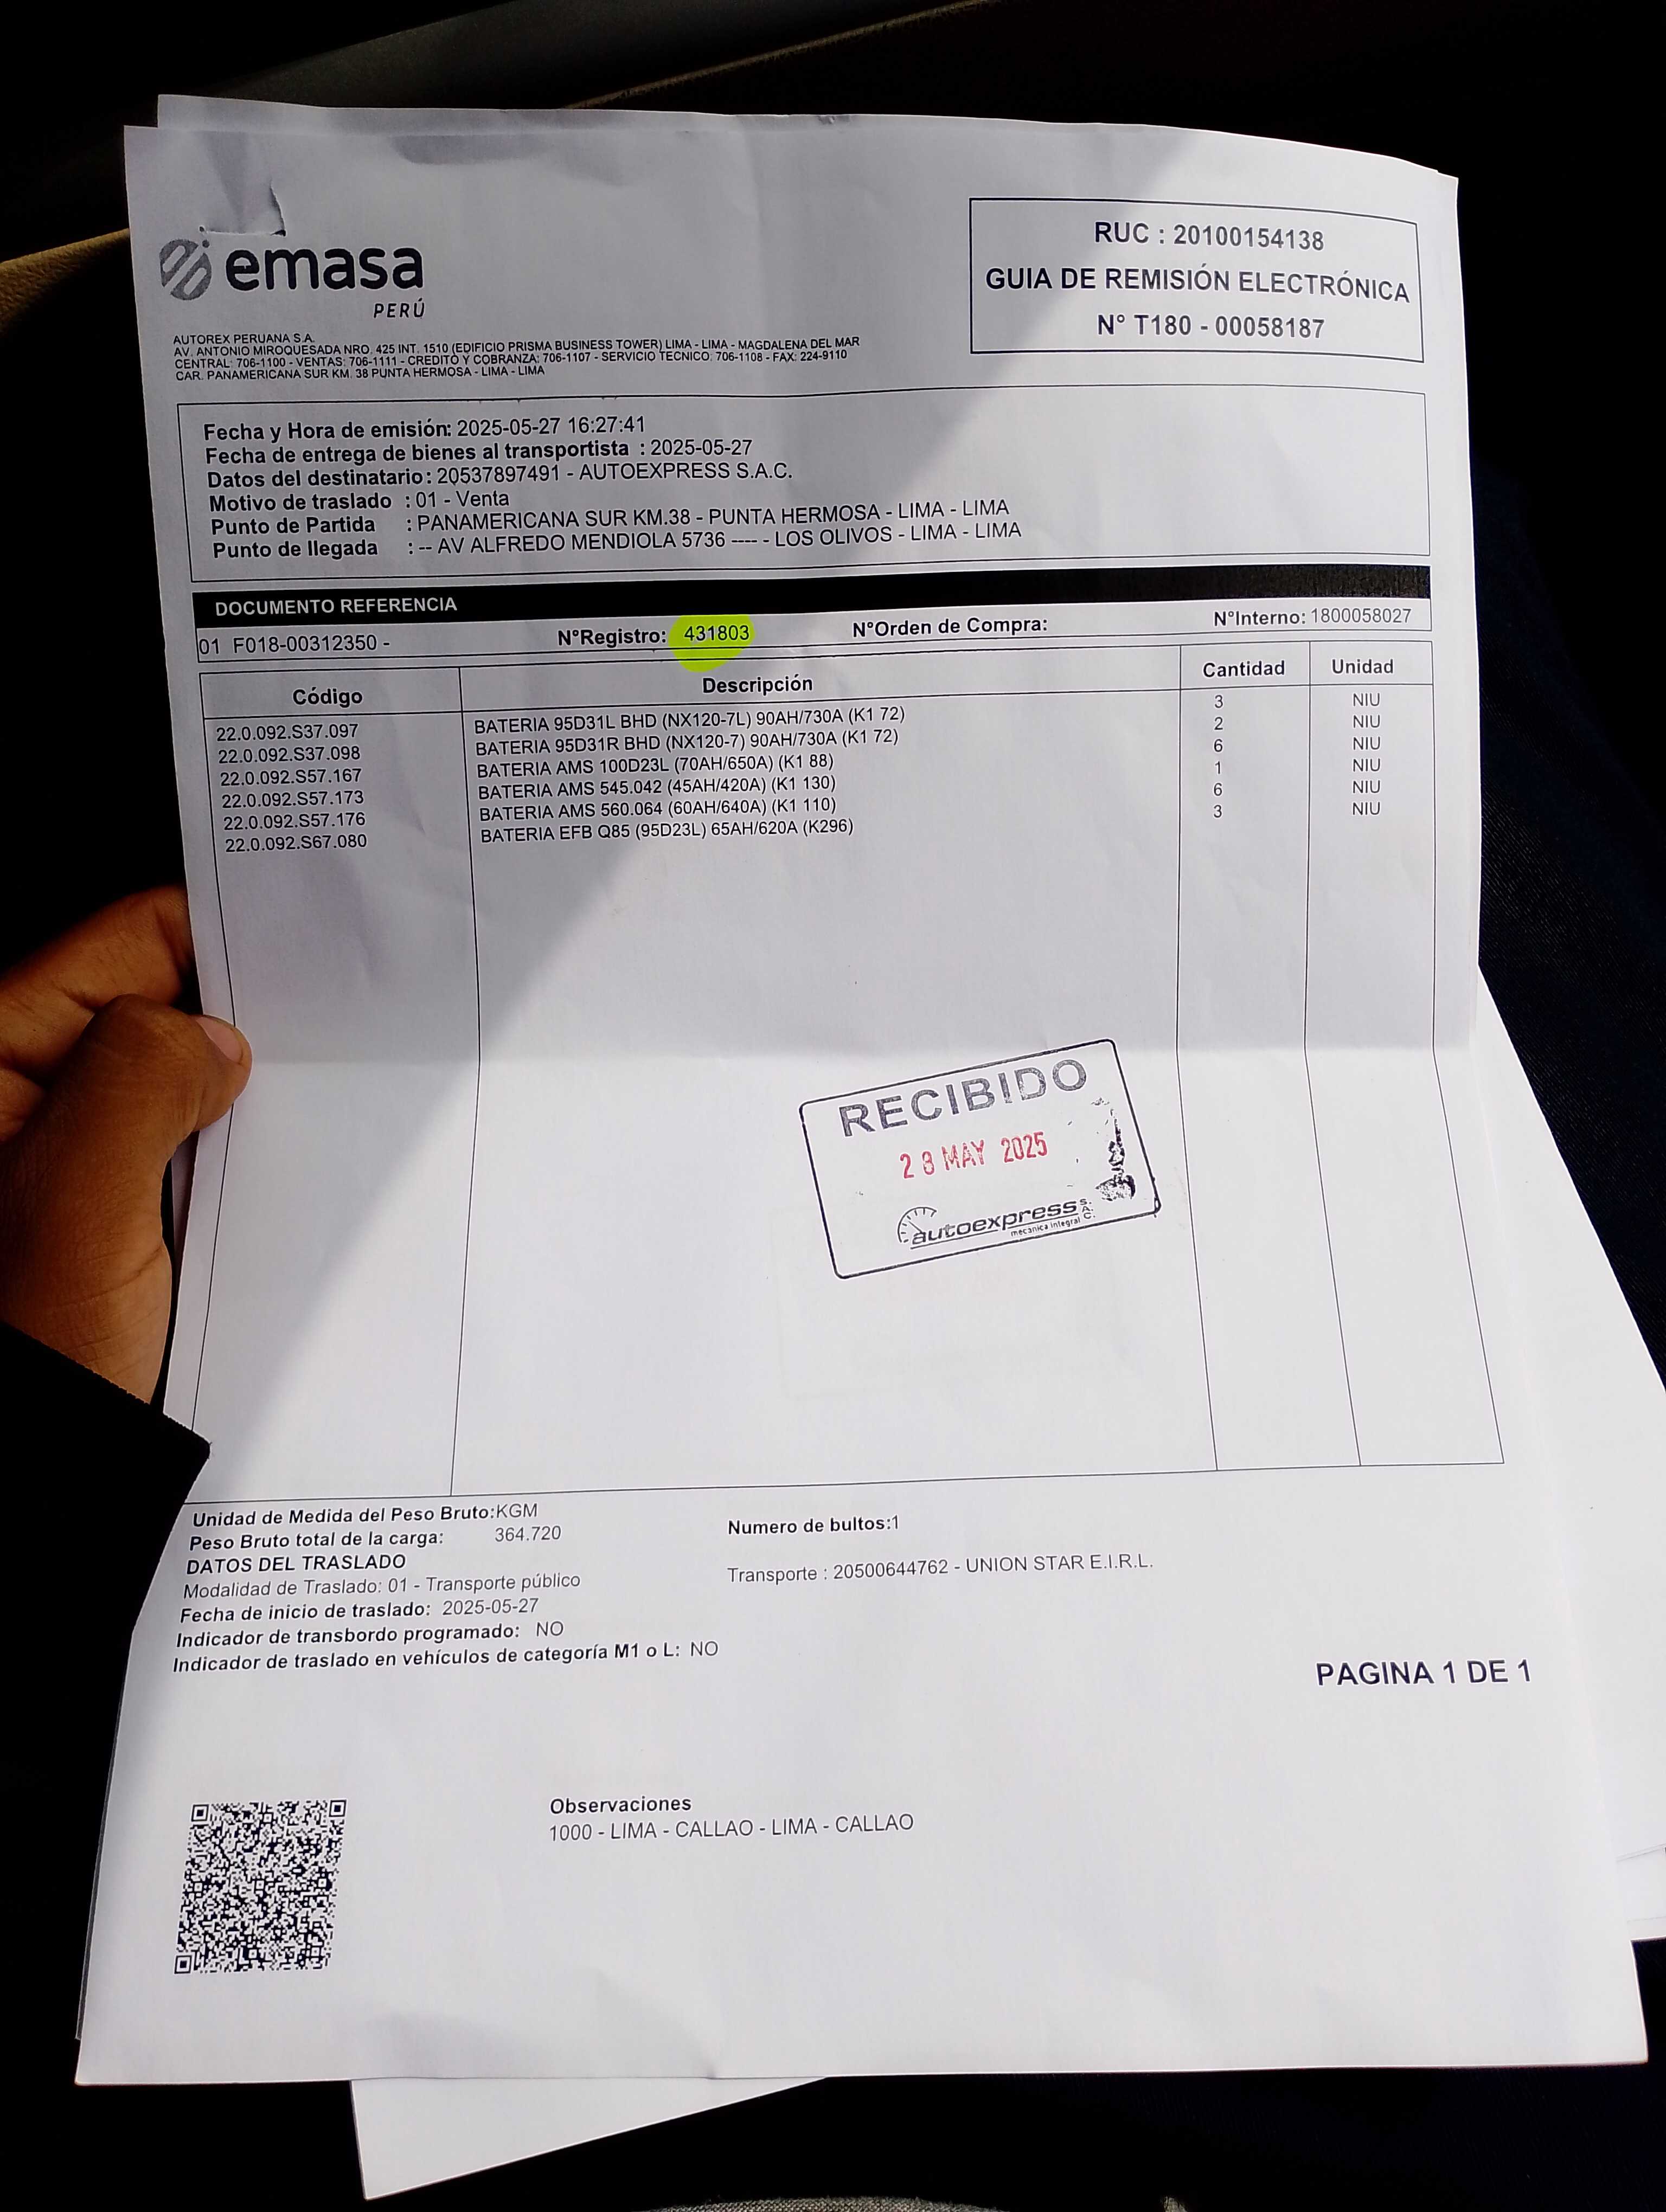 emasa
PERÚ
RUC : 20100154138
GUIA DE REMISIÓN ELECTRÓNICA
N° T180 - 00058187
AUTOREX PERUANA S.A.
AV. ANTONIO MIROQUESADA NRO. 425 INT. 1510 (EDIFICIO PRISMA BUSINESS TOWER) LIMA - LIMA - MAGDALENA DEL MAR
CENTRAL: 706-1100 - VENTAS: 706-1111 - CREDITO Y COBRANZA: 706-1107 - SERVICIO TECNICO: 706-1108 - FAX: 224-9110
CAR. PANAMERICANA SUR KM. 38 PUNTA HERMOSA - LIMA - LIMA
Fecha y Hora de emisión: 2025-05-27 16:27:41
Fecha de entrega de bienes al transportista : 2025-05-27
Datos del destinatario: 20537897491 - AUTOEXPRESS S.A.C.
Motivo de traslado : 01 - Venta
Punto de Partida : PANAMERICANA SUR KM.38 - PUNTA HERMOSA - LIMA - LIMA
Punto de llegada : -- AV ALFREDO MENDIOLA 5736 ---- - LOS OLIVOS - LIMA - LIMA
DOCUMENTO REFERENCIA
01 F018-00312350 - N°Registro: 431803 N°Orden de Compra: N°Interno: 1800058027
Código Descripción Cantidad Unidad
22.0.092.S37.097 BATERIA 95D31L BHD (NX120-7L) 90AH/730A (K1 72) 3 NIU
22.0.092.S37.098 BATERIA 95D31R BHD (NX120-7) 90AH/730A (K1 72) 2 NIU
22.0.092.S57.167 BATERIA AMS 100D23L (70AH/650A) (K1 88) 6 NIU
22.0.092.S57.173 BATERIA AMS 545.042 (45AH/420A) (K1 130) 1 NIU
22.0.092.S57.176 BATERIA AMS 560.064 (60AH/640A) (K1 110) 6 NIU
22.0.092.S67.080 BATERIA EFB Q85 (95D23L) 65AH/620A (K296) 3 NIU
RECIBIDO
28 MAY 2025
autoexpress S.A.C.
mecanica integral
Unidad de Medida del Peso Bruto:KGM
Peso Bruto total de la carga: 364.720
Numero de bultos:1
DATOS DEL TRASLADO
Modalidad de Traslado: 01 - Transporte público
Transporte : 20500644762 - UNION STAR E.I.R.L.
Fecha de inicio de traslado: 2025-05-27
Indicador de transbordo programado: NO
Indicador de traslado en vehículos de categoría M1 o L: NO
PAGINA 1 DE 1
Observaciones
1000 - LIMA - CALLAO - LIMA - CALLAO